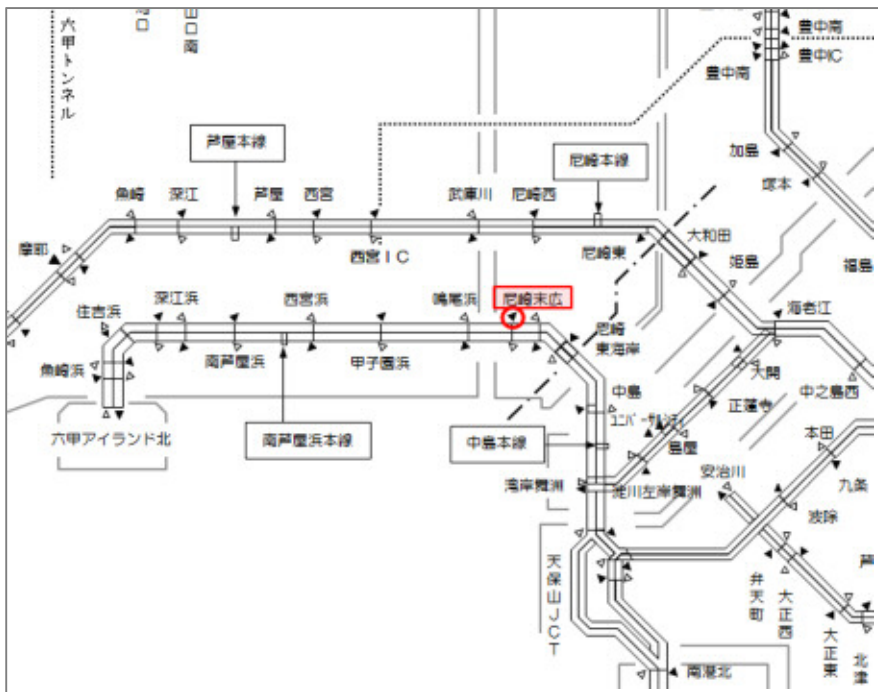 六甲トンネル
山口南
豊中南
豊中IC
豊中南
芦屋本線
尼崎本線
加島
塚本
魚崎
深江
芦屋
西宮
武庫川
尼崎西
摩耶
西宮IC
尼崎東
大和田
姫島
福島
住吉浜
深江浜
西宮浜
鳴尾浜
尼崎末広
海老江
尼崎東海岸
南芦屋浜
甲子園浜
大開
魚崎浜
中島
正蓮寺
中之島西
ユニバーサルシティ
六甲アイランド北
南芦屋浜本線
中島本線
島屋
本田
安治川
湾岸舞洲
淀川左岸舞洲
九条
波除
天保山JCT
弁天町
大正西
大正東
北津
南港北